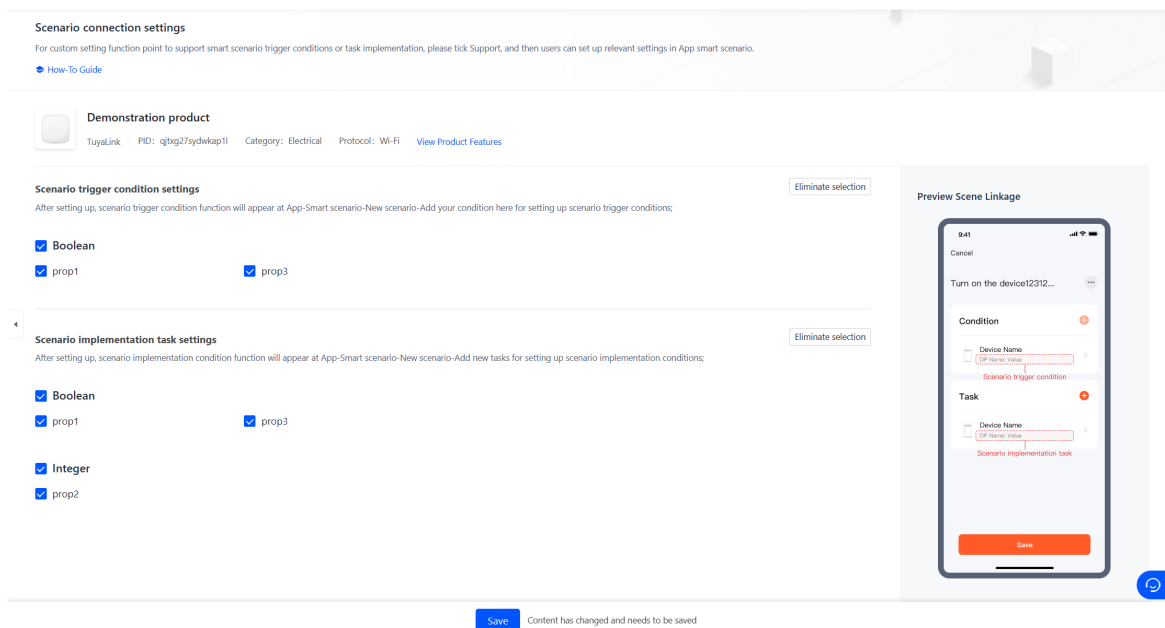 Scenario connection settings
For custom setting function point to support smart scenario trigger conditions or task implementation, please tick Support, and then users can set up relevant settings in App smart scenario.
How-To Guide
Demonstration product
TuyaLink PID: qjtxg27sydwkap1l Category: Electrical Protocol: Wi-Fi View Product Features
Scenario trigger condition settings
Eliminate selection
After setting up, scenario trigger condition function will appear at App-Smart scenario-New scenario-Add your condition here for setting up scenario trigger conditions;
Boolean
prop1 prop3
Scenario implementation task settings
Eliminate selection
After setting up, scenario implementation condition function will appear at App-Smart scenario-New scenario-Add new tasks for setting up scenario implementation conditions;
Boolean
prop1 prop3
Integer
prop2
Preview Scene Linkage
9:41
Cancel
Turn on the device12312...
Condition
Device Name
DP Name: Value
Scenario trigger condition
Task
Device Name
DP Name: Value
Scenario implementation task
Save
Save Content has changed and needs to be saved